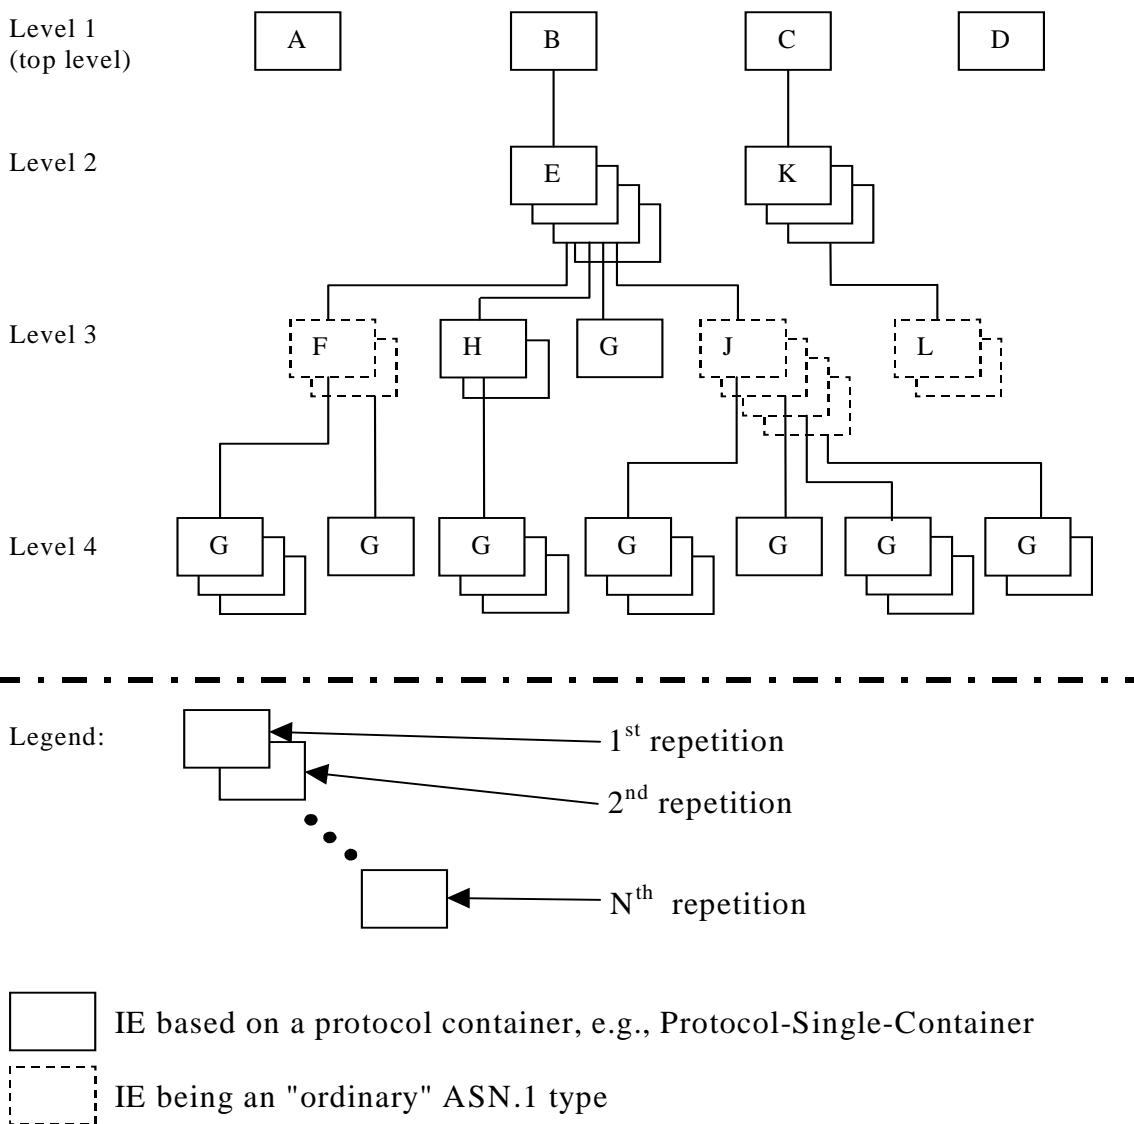 Level 1
(top level)
A B C D
Level 2
E K
Level 3
F H G J L
Level 4
G G G G G G G
Legend:
1st repetition
2nd repetition
Nth repetition
IE based on a protocol container, e.g., Protocol-Single-Container
IE being an "ordinary" ASN.1 type